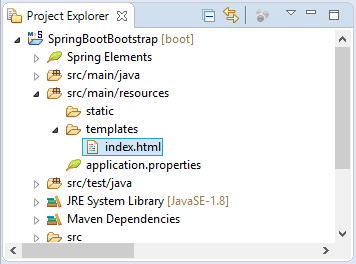 Project Explorer
SpringBootBootstrap [boot]
Spring Elements
src/main/java
src/main/resources
static
templates
index.html
application.properties
src/test/java
JRE System Library [JavaSE-1.8]
Maven Dependencies
src